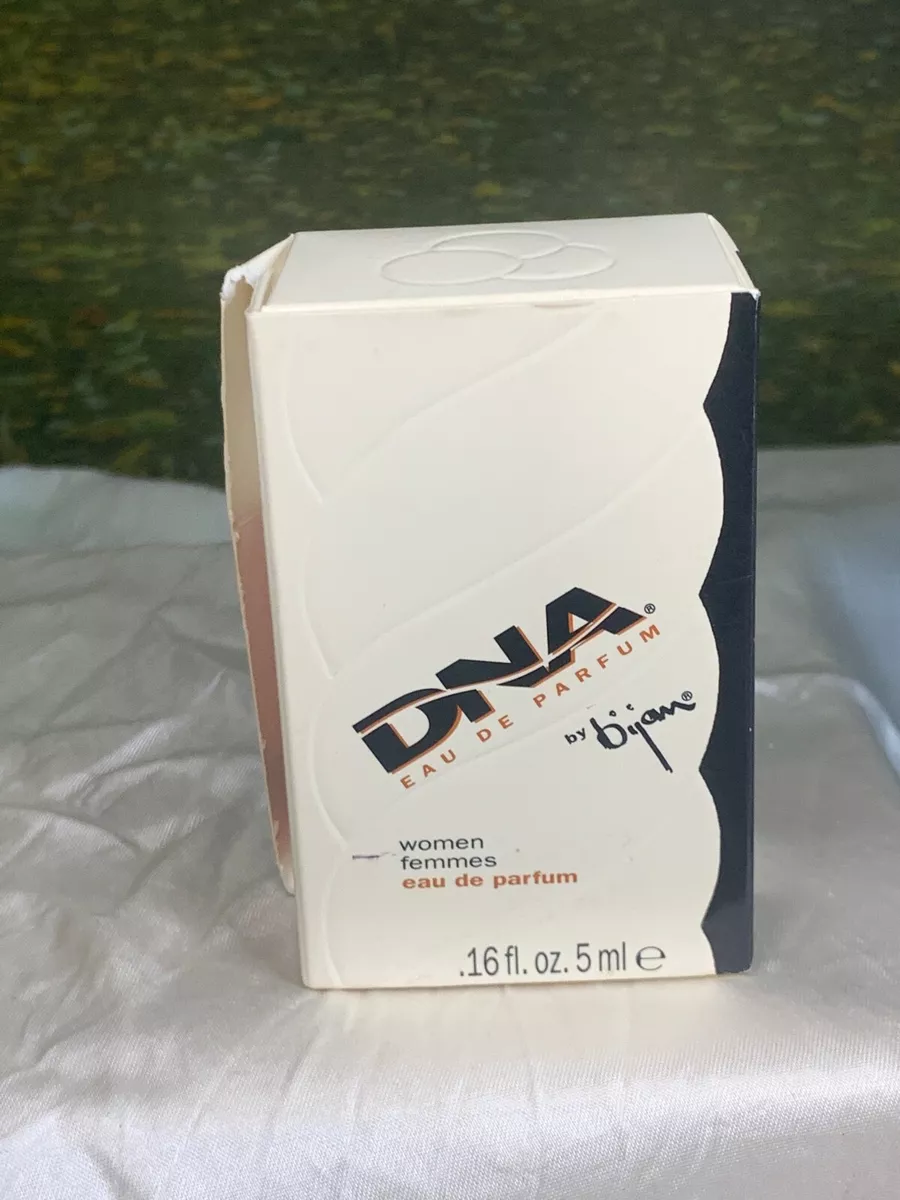 DNA®
EAU DE PARFUM
by bijan®
women
femmes
eau de parfum
.16 fl. oz. 5 ml ℮